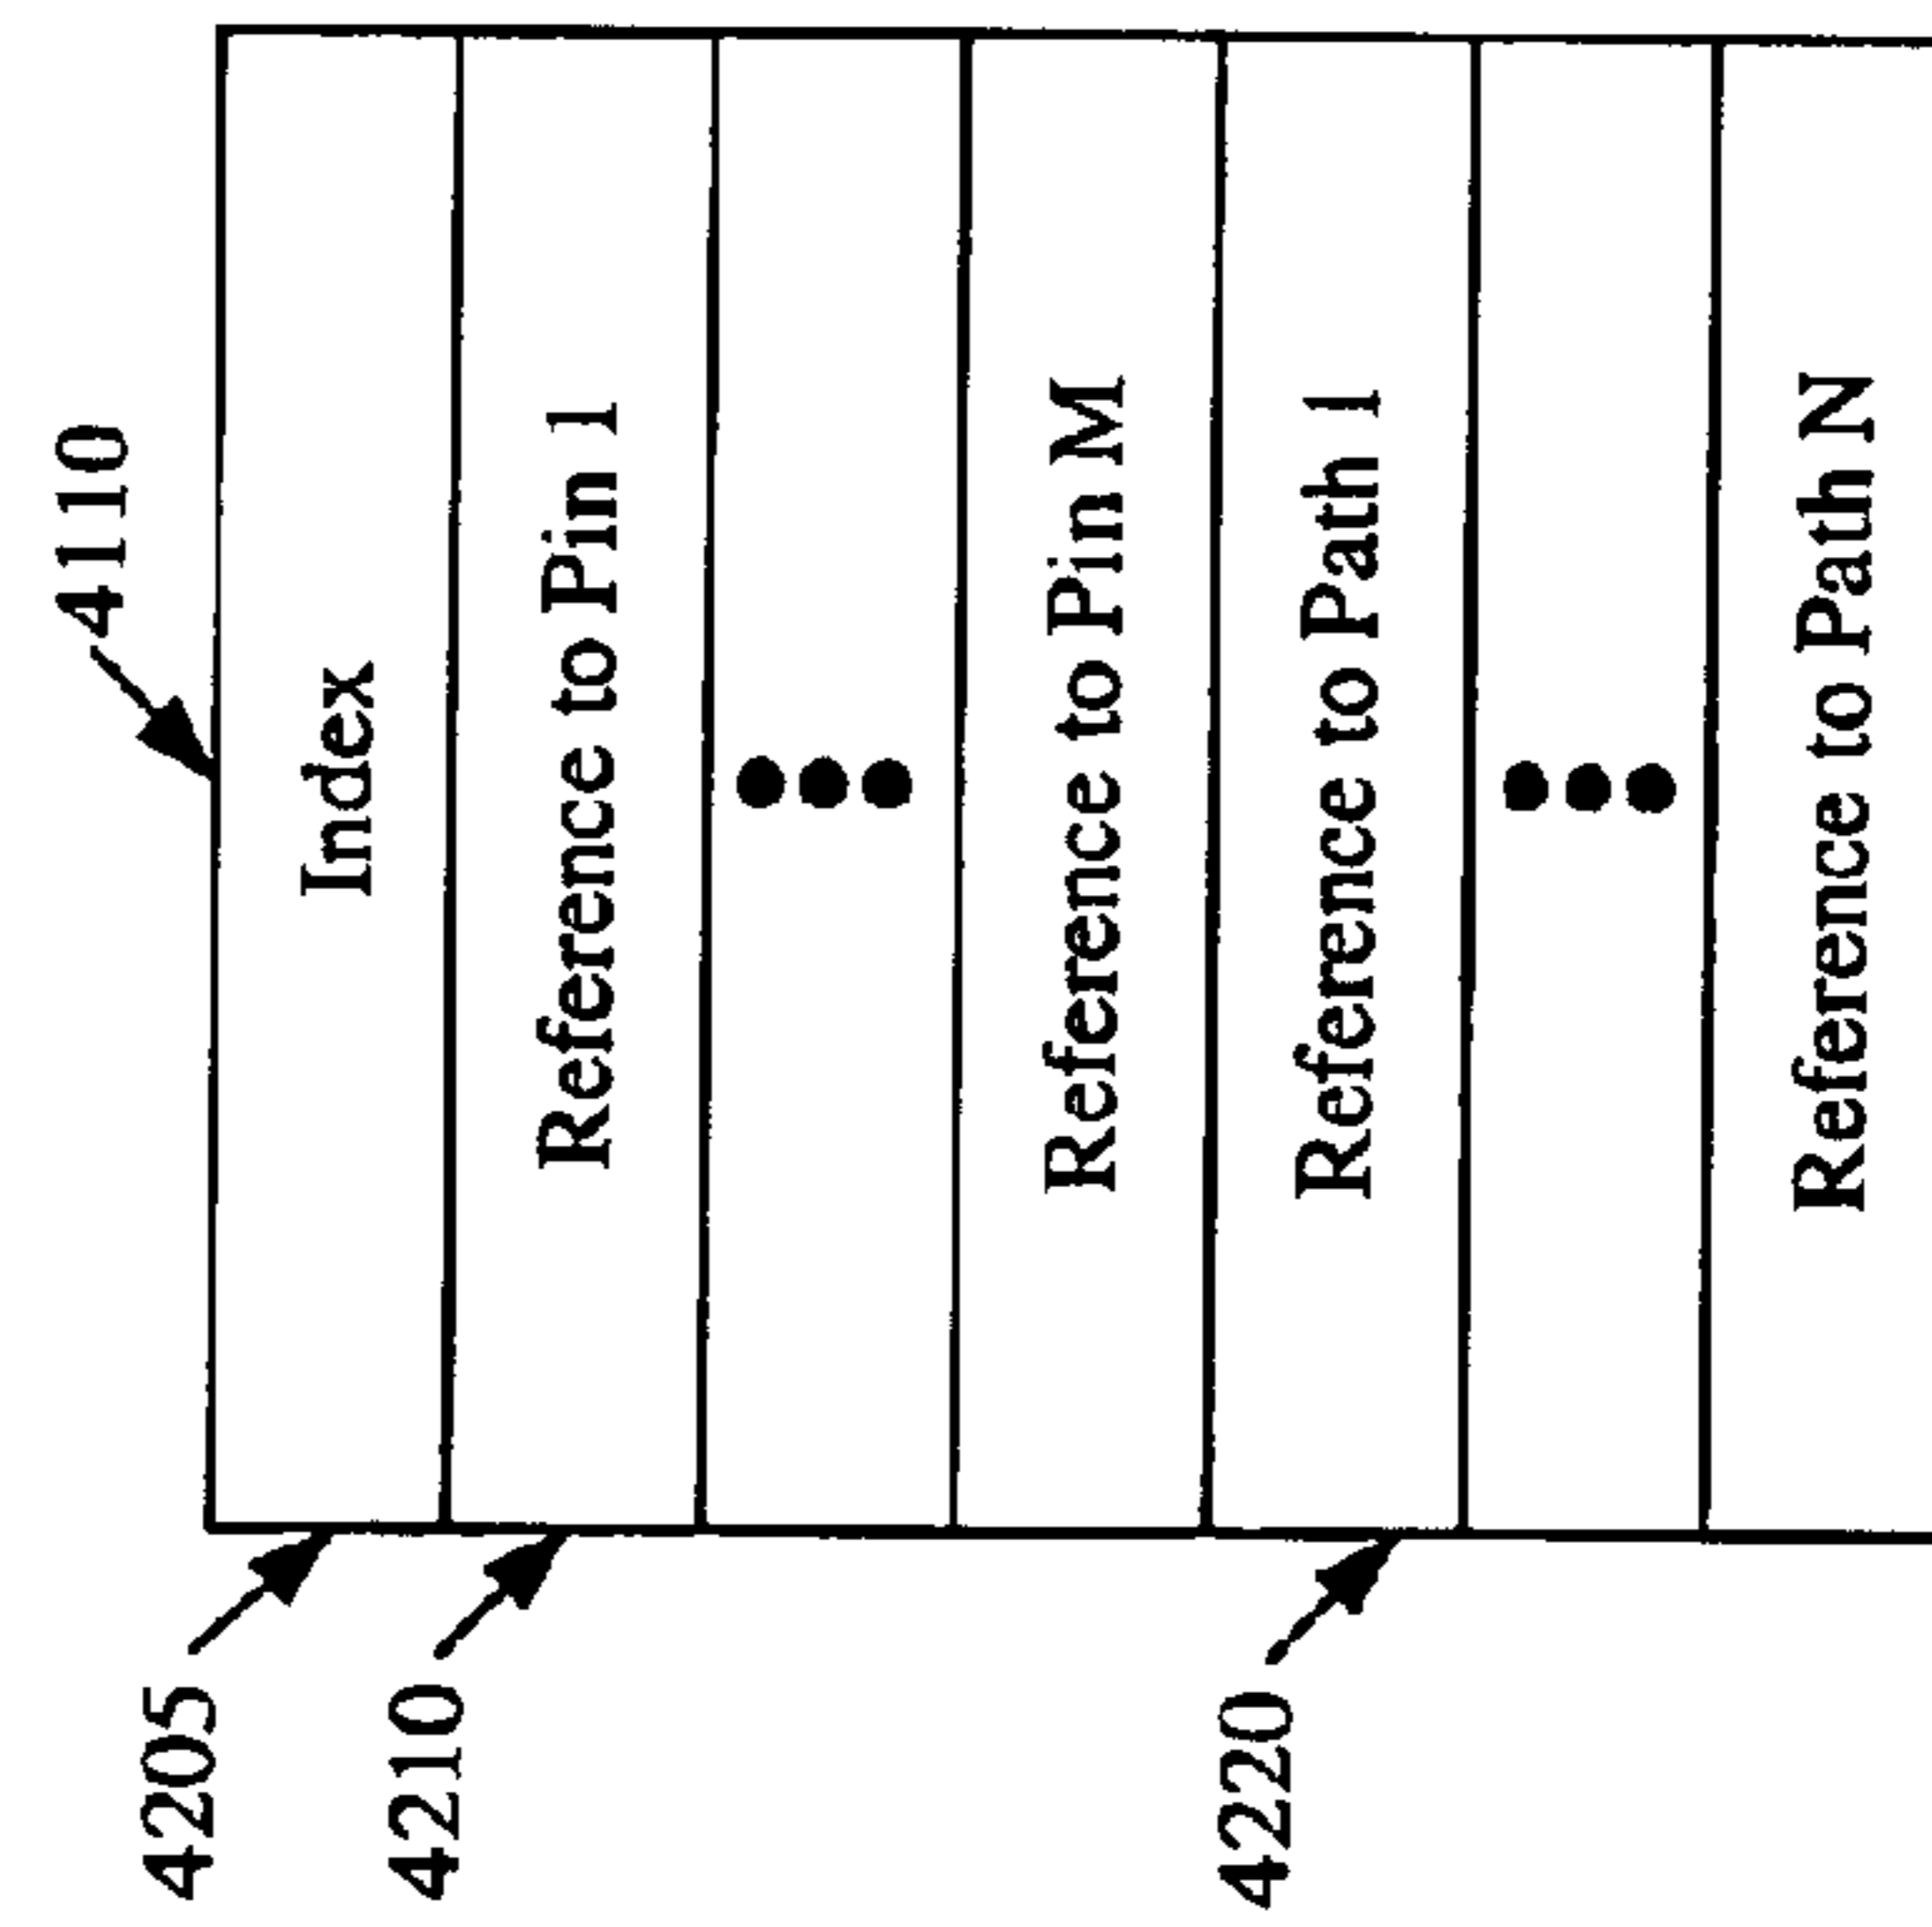 4110
4205
Index
4210
Reference to Pin 1
Reference to Pin M
4220
Reference to Path 1
Reference to Path N